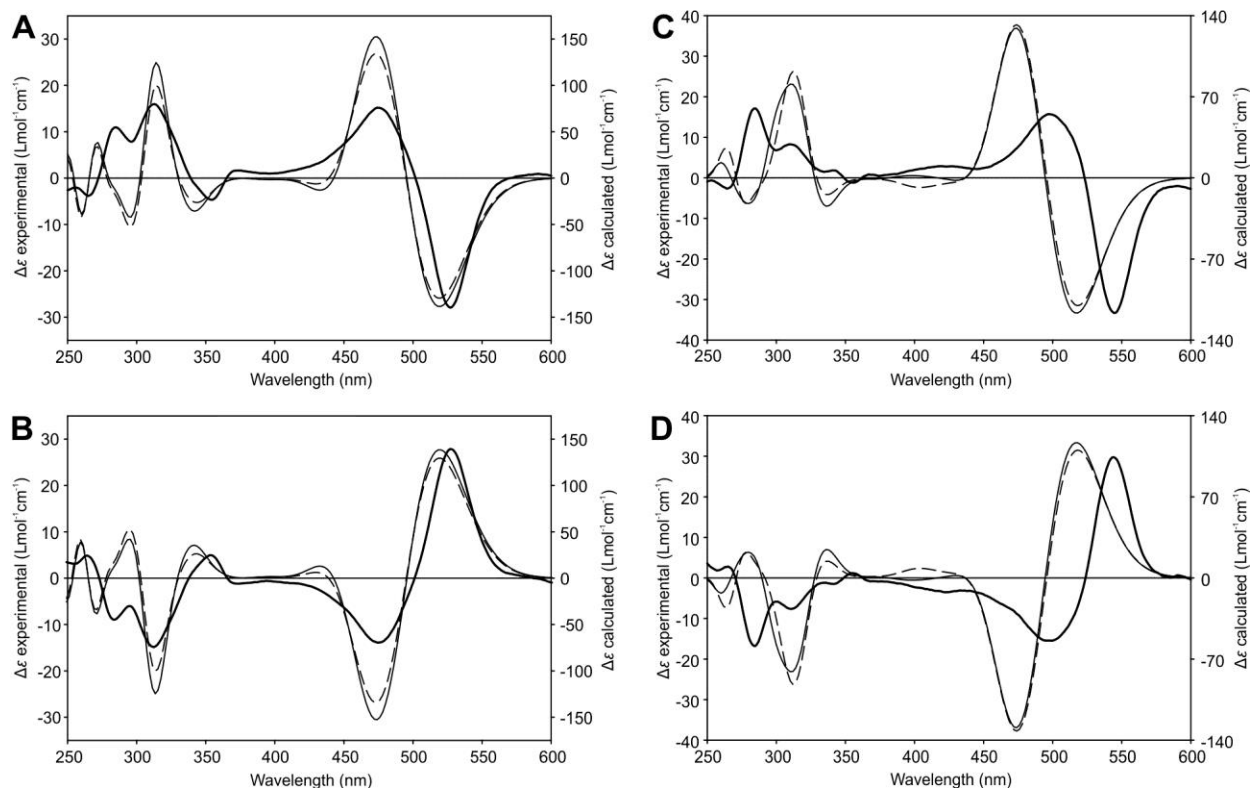 A
30
20
10
0
-10
-20
-30
150
100
50
0
-50
-100
-150
Δε experimental (Lmol⁻¹cm⁻¹)
Δε calculated (Lmol⁻¹cm⁻¹)
250 300 350 400 450 500 550 600
Wavelength (nm)
C
40
30
20
10
0
-10
-20
-30
-40
140
70
0
-70
-140
Δε experimental (Lmol⁻¹cm⁻¹)
Δε calculated (Lmol⁻¹cm⁻¹)
250 300 350 400 450 500 550 600
Wavelength (nm)
B
30
20
10
0
-10
-20
-30
150
100
50
0
-50
-100
-150
Δε experimental (Lmol⁻¹cm⁻¹)
Δε calculated (Lmol⁻¹cm⁻¹)
250 300 350 400 450 500 550 600
Wavelength (nm)
D
40
30
20
10
0
-10
-20
-30
-40
140
70
0
-70
-140
Δε experimental (Lmol⁻¹cm⁻¹)
Δε calculated (Lmol⁻¹cm⁻¹)
250 300 350 400 450 500 550 600
Wavelength (nm)